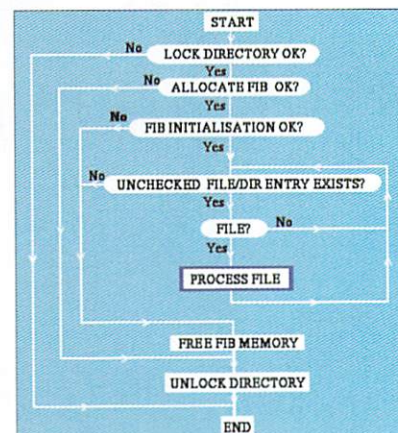 START
No
LOCK DIRECTORY OK?
Yes
No
ALLOCATE FIB OK?
Yes
No
FIB INITIALISATION OK?
Yes
No
UNCHECKED FILE/DIR ENTRY EXISTS?
Yes
FILE?
No
Yes
PROCESS FILE
FREE FIB MEMORY
UNLOCK DIRECTORY
END